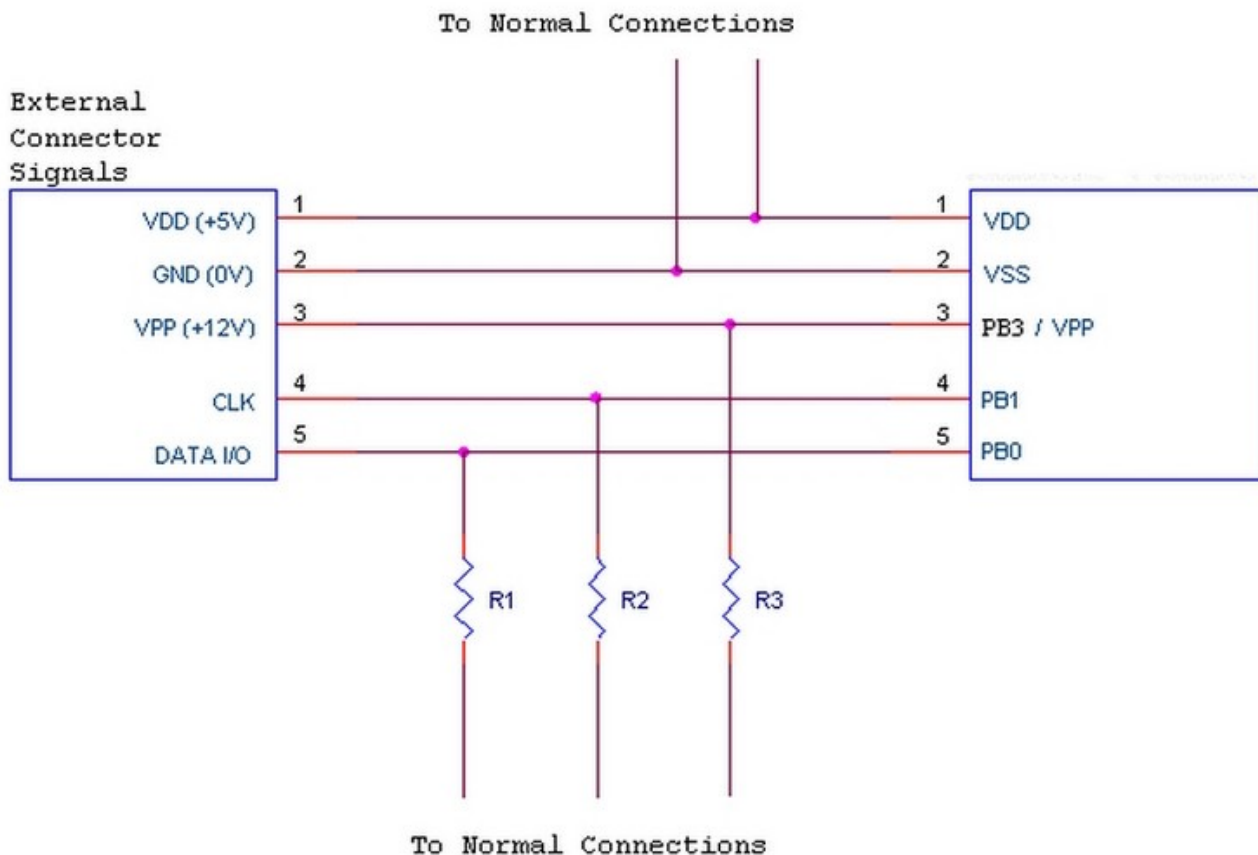 To Normal Connections
External
Connector
Signals
VDD (+5V) 1
1 VDD
GND (0V) 2
2 VSS
VPP (+12V) 3
3 PB3 / VPP
CLK 4
4 PB1
DATA I/O 5
5 PB0
R1
R2
R3
To Normal Connections